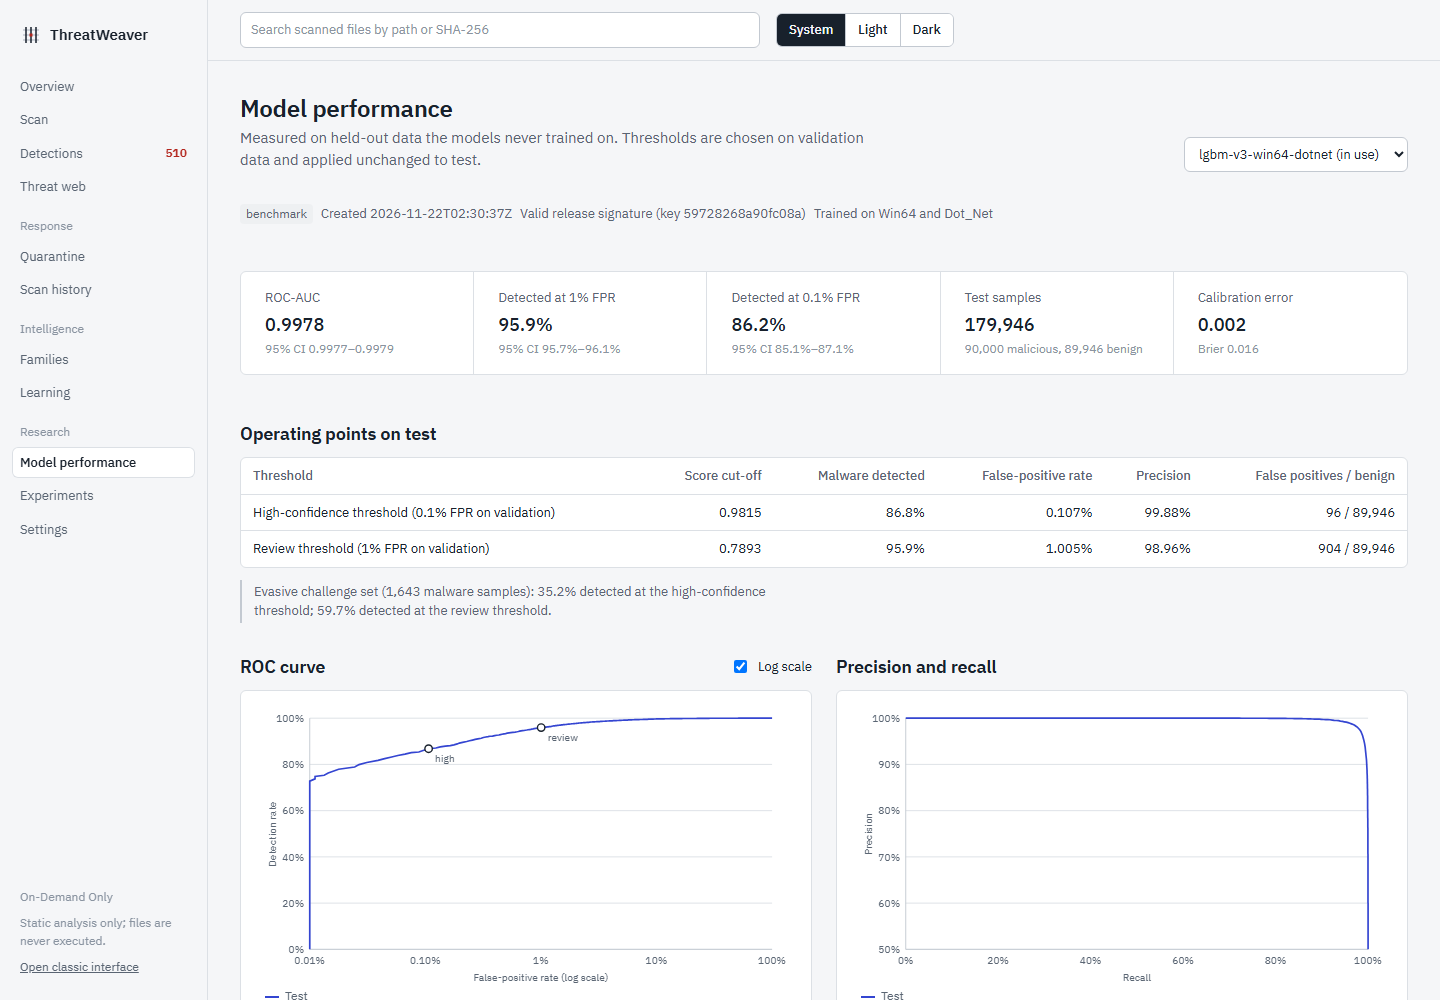 ThreatWeaver
Search scanned files by path or SHA-256
System
Light
Dark
Overview
Scan
Detections 510
Threat web
Response
Quarantine
Scan history
Intelligence
Families
Learning
Research
Model performance
Experiments
Settings
On-Demand Only
Static analysis only; files are
never executed.
Open classic interface
Model performance
Measured on held-out data the models never trained on. Thresholds are chosen on validation
data and applied unchanged to test.
lgbm-v3-win64-dotnet (in use)
benchmark Created 2026-11-22T02:30:37Z Valid release signature (key 59728268a90fc08a) Trained on Win64 and Dot_Net
ROC-AUC
0.9978
95% CI 0.9977–0.9979
Detected at 1% FPR
95.9%
95% CI 95.7%–96.1%
Detected at 0.1% FPR
86.2%
95% CI 85.1%–87.1%
Test samples
179,946
90,000 malicious, 89,946 benign
Calibration error
0.002
Brier 0.016
Operating points on test
Threshold Score cut-off Malware detected False-positive rate Precision False positives / benign
High-confidence threshold (0.1% FPR on validation) 0.9815 86.8% 0.107% 99.88% 96 / 89,946
Review threshold (1% FPR on validation) 0.7893 95.9% 1.005% 98.96% 904 / 89,946
Evasive challenge set (1,643 malware samples): 35.2% detected at the high-confidence
threshold; 59.7% detected at the review threshold.
ROC curve
Log scale
100%
80%
60%
40%
20%
0%
Detection rate
high
review
0.01% 0.10% 1% 10% 100%
False-positive rate (log scale)
Test
Precision and recall
100%
90%
80%
70%
60%
50%
Precision
0% 20% 40% 60% 80% 100%
Recall
Test